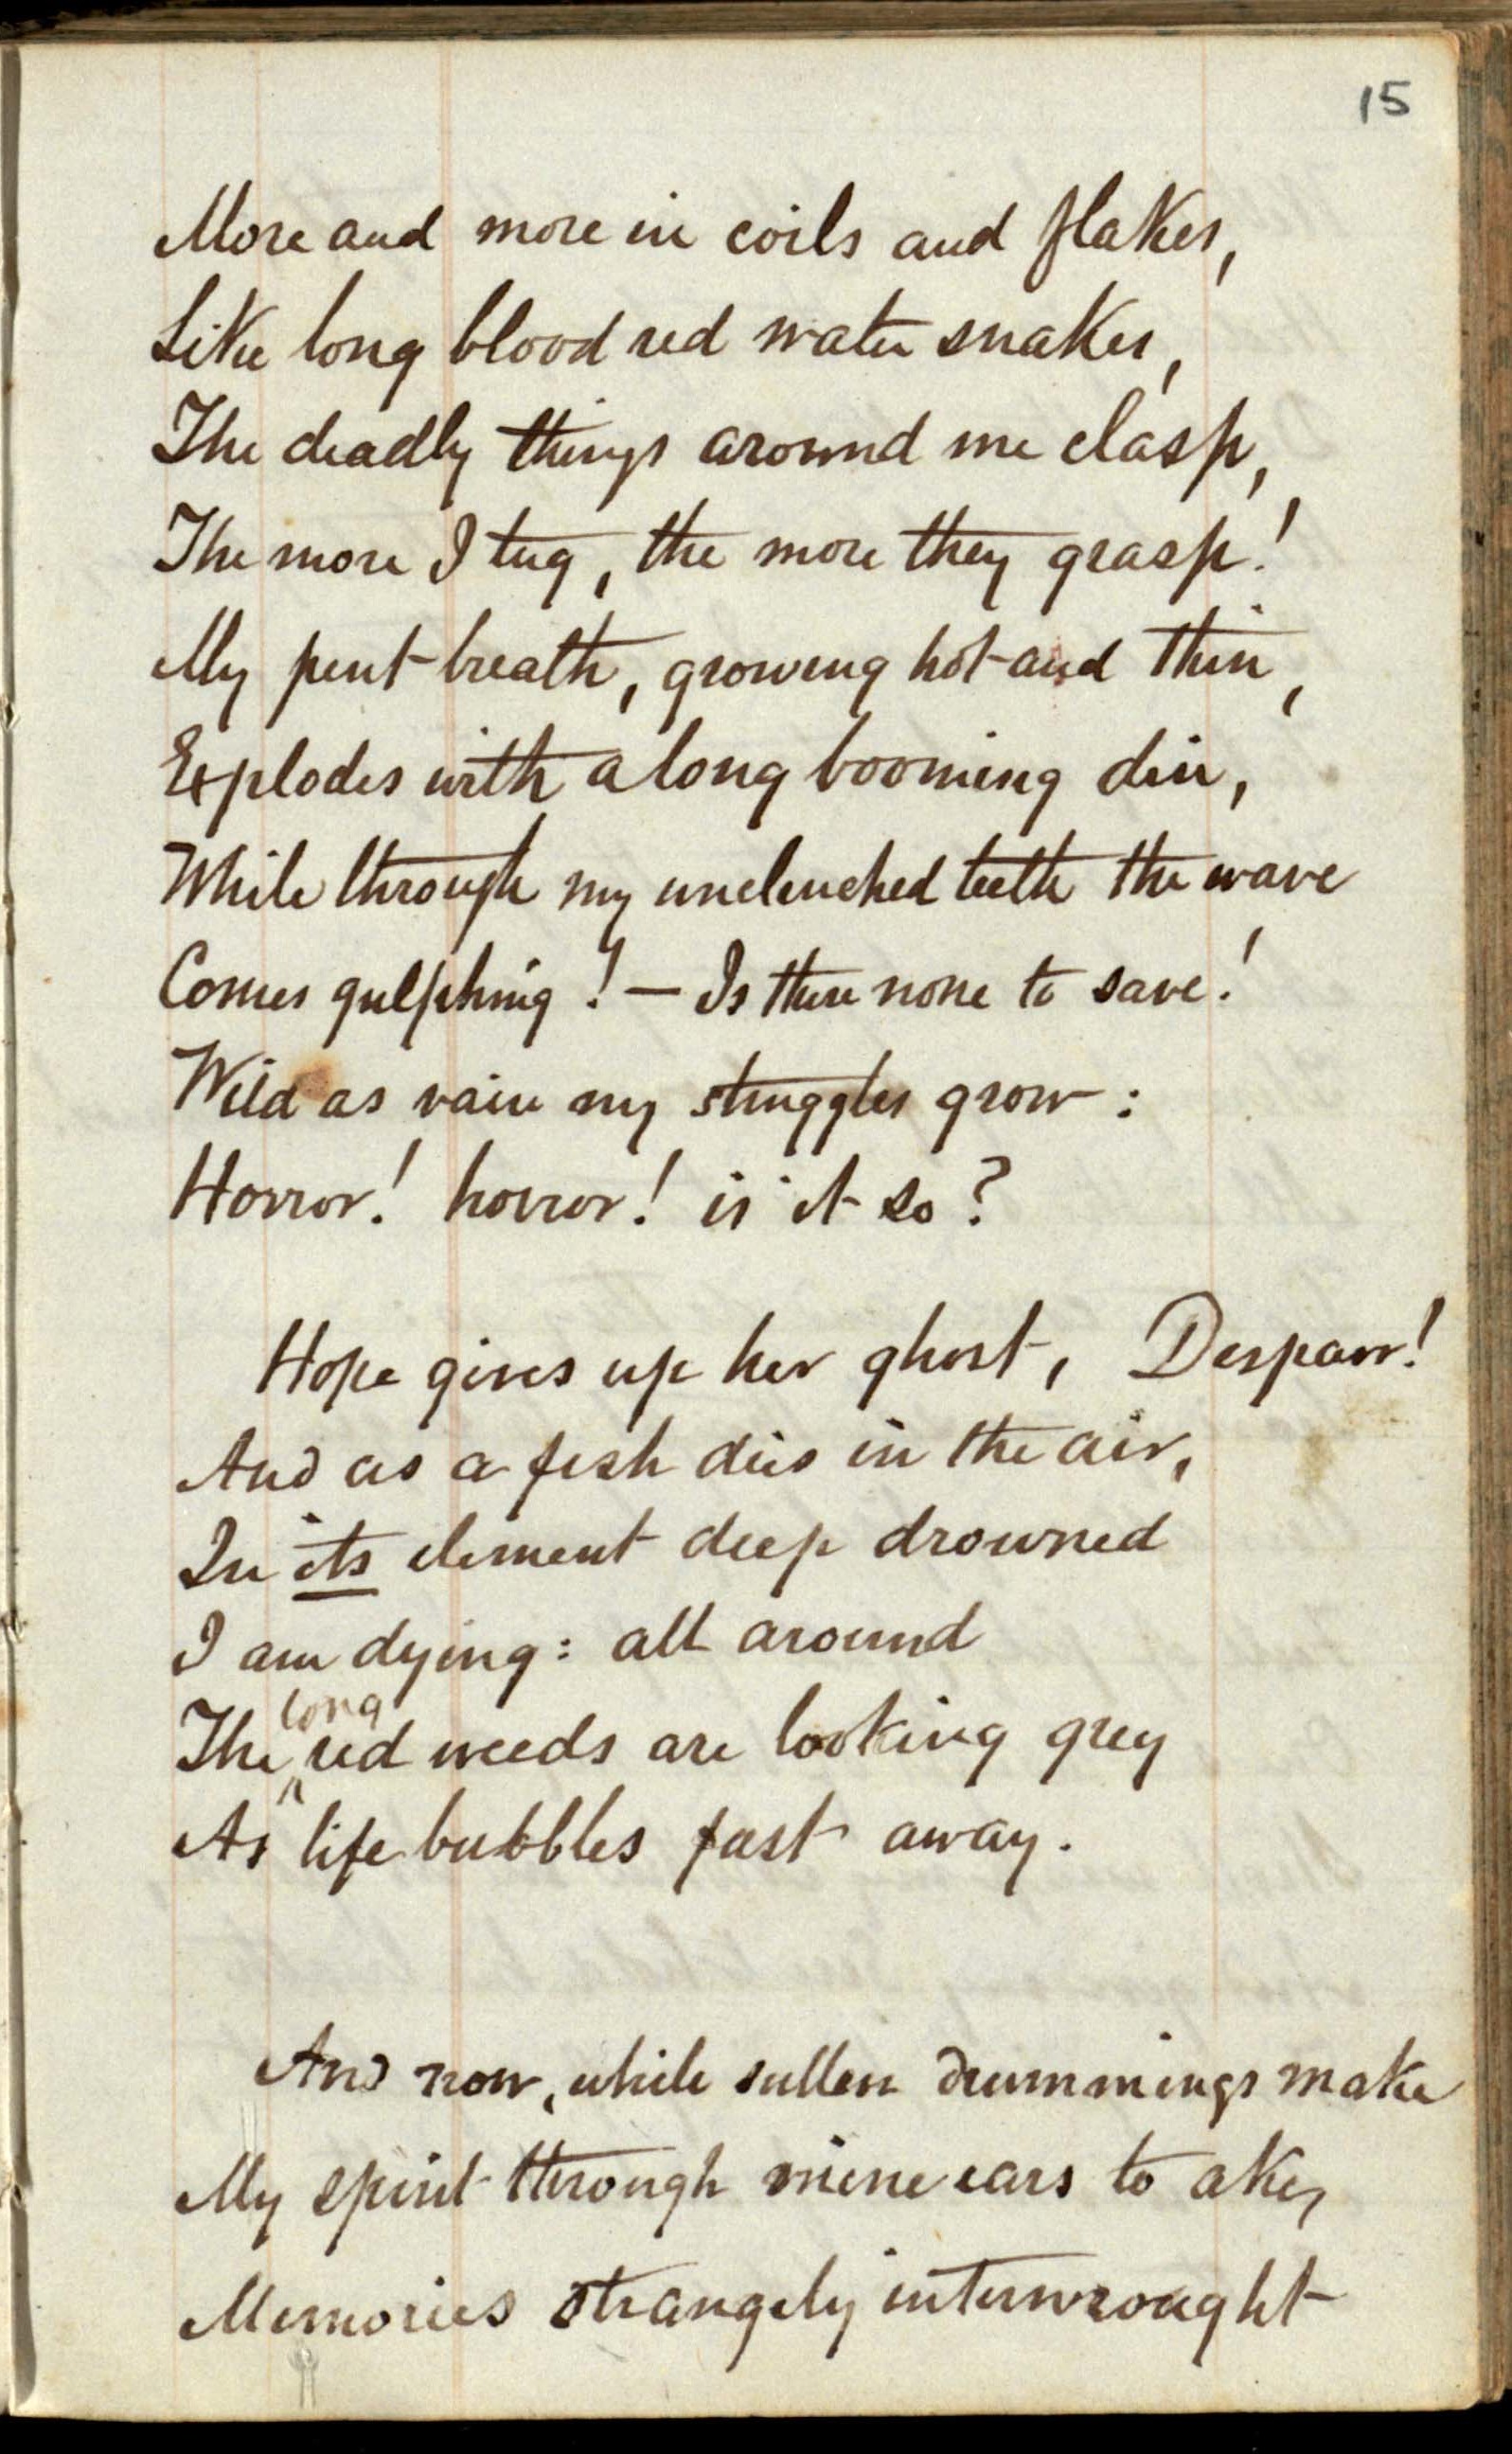 15
More and more in coils and flakes,
Like long blood red water snakes,
The deadly things around me clasp,
The more I tug, the more they grasp!
My pent breath, growing hot and thin,
Explodes with a long booming din,
While through my unclenched teeth the wave
Comes gulphing! — Is there none to save!
Wild as vain my struggles grow:
Horror! horror! is it so?
Hope gives up her ghost, Despair!
And as a fish dies in the air,
In its element deep drowned
I am dying: all around
The long red weeds are looking grey
As life bubbles fast away.
And now, while sullen drummings make
My spirit through mine ears to ake,
Memories strangely interwrought